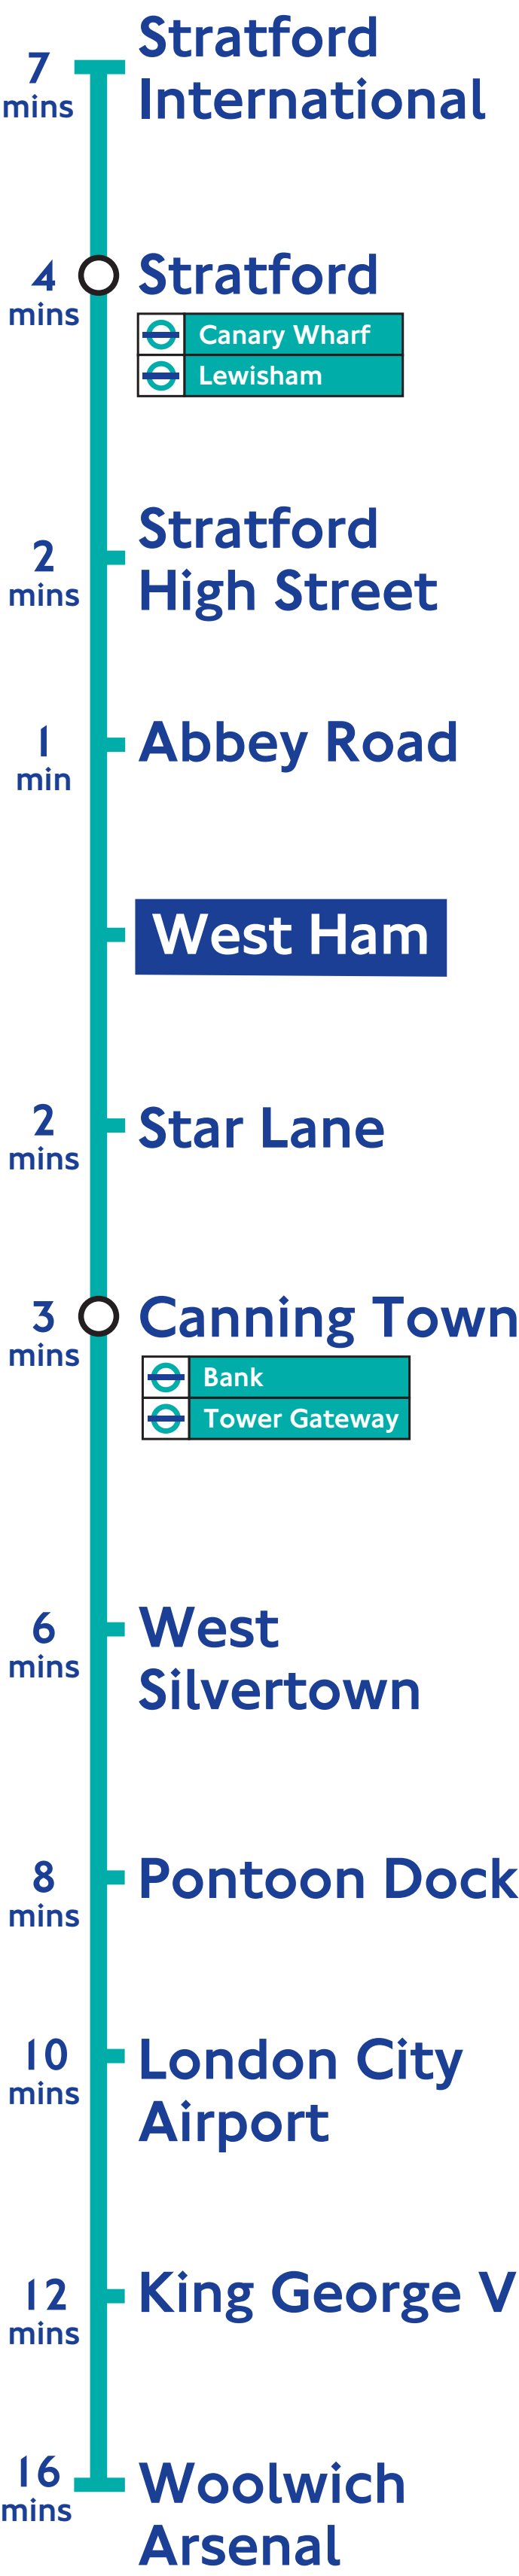 Stratford
International
7
mins
Stratford
4
mins
Canary Wharf
Lewisham
Stratford
High Street
2
mins
Abbey Road
1
min
West Ham
Star Lane
2
mins
Canning Town
3
mins
Bank
Tower Gateway
West
Silvertown
6
mins
Pontoon Dock
8
mins
London City
Airport
10
mins
King George V
12
mins
Woolwich
Arsenal
16
mins